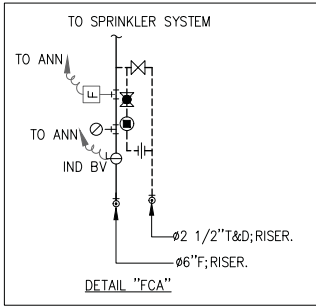 TO SPRINKLER SYSTEM
TO ANN
F
TO ANN
IND BV
Ø2 1/2"T&D; RISER.
Ø6"F; RISER.
DETAIL "FCA"